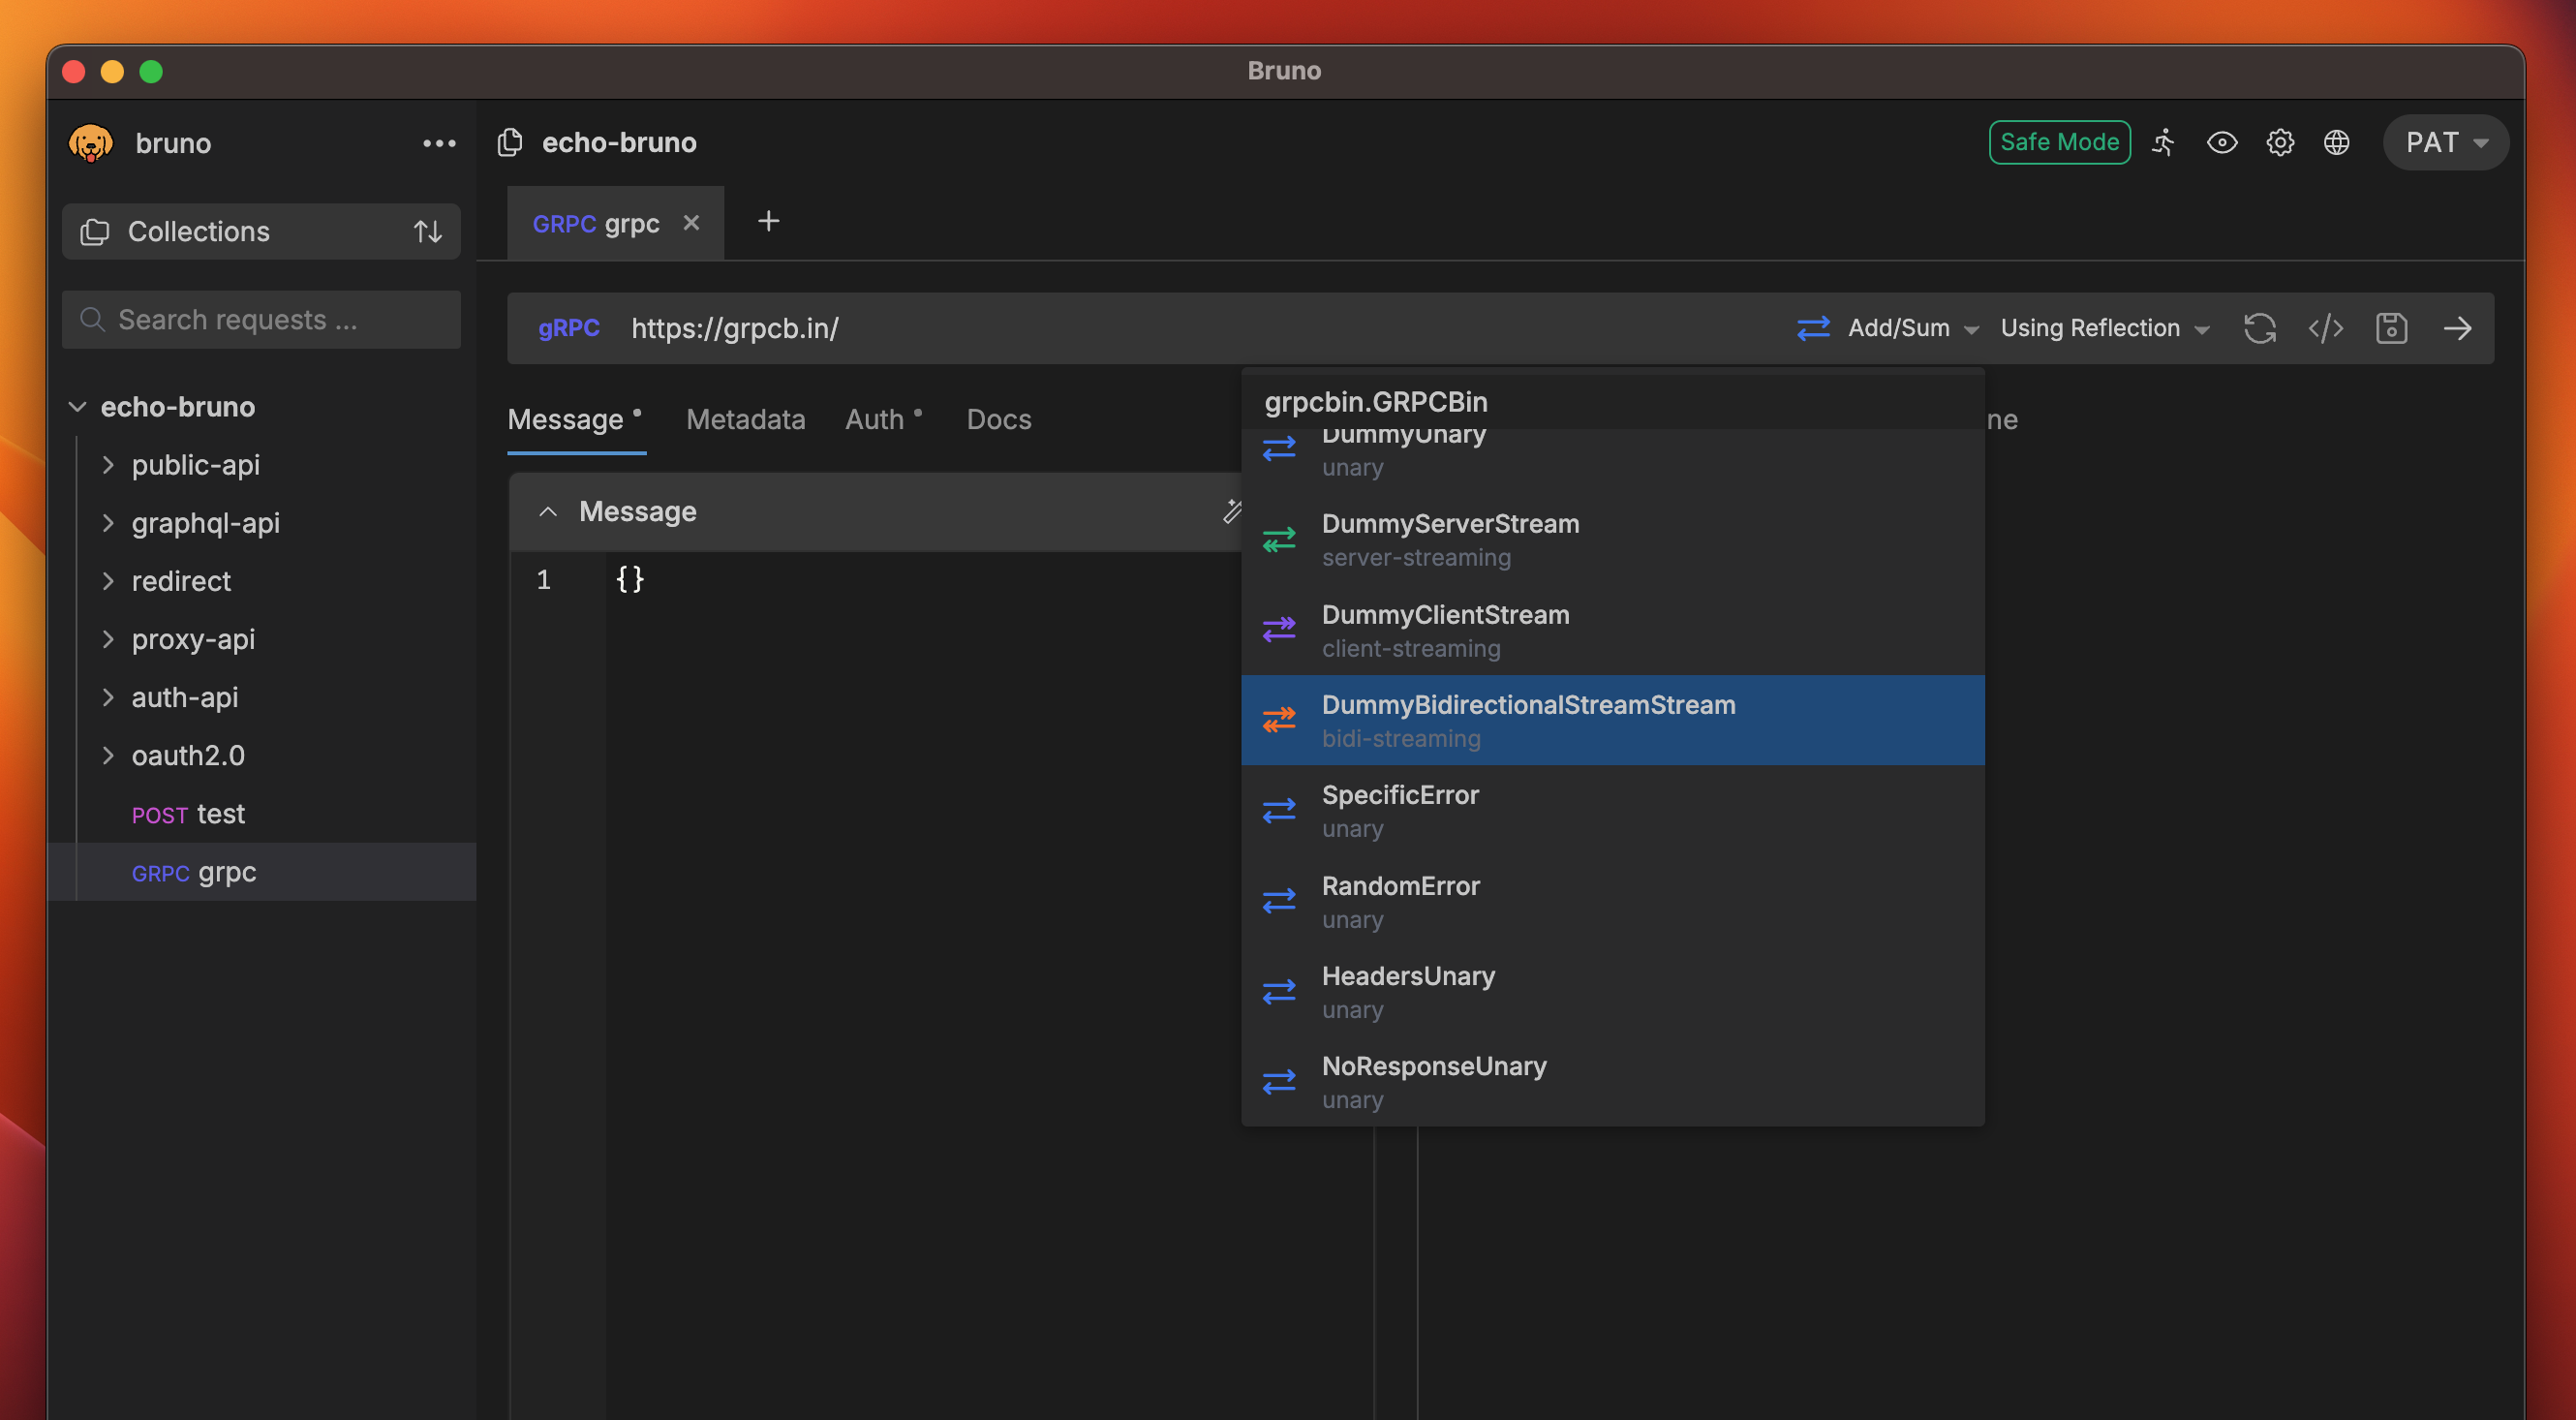 Bruno
bruno
echo-bruno
Safe Mode
PAT
Collections
GRPC grpc
Search requests ...
gRPC https://grpcb.in/
Add/Sum
Using Reflection
echo-bruno
public-api
graphql-api
redirect
proxy-api
auth-api
oauth2.0
POST test
GRPC grpc
Message
Metadata
Auth
Docs
ne
Message
1 {}
grpcbin.GRPCBin
DummyUnary
unary
DummyServerStream
server-streaming
DummyClientStream
client-streaming
DummyBidirectionalStreamStream
bidi-streaming
SpecificError
unary
RandomError
unary
HeadersUnary
unary
NoResponseUnary
unary